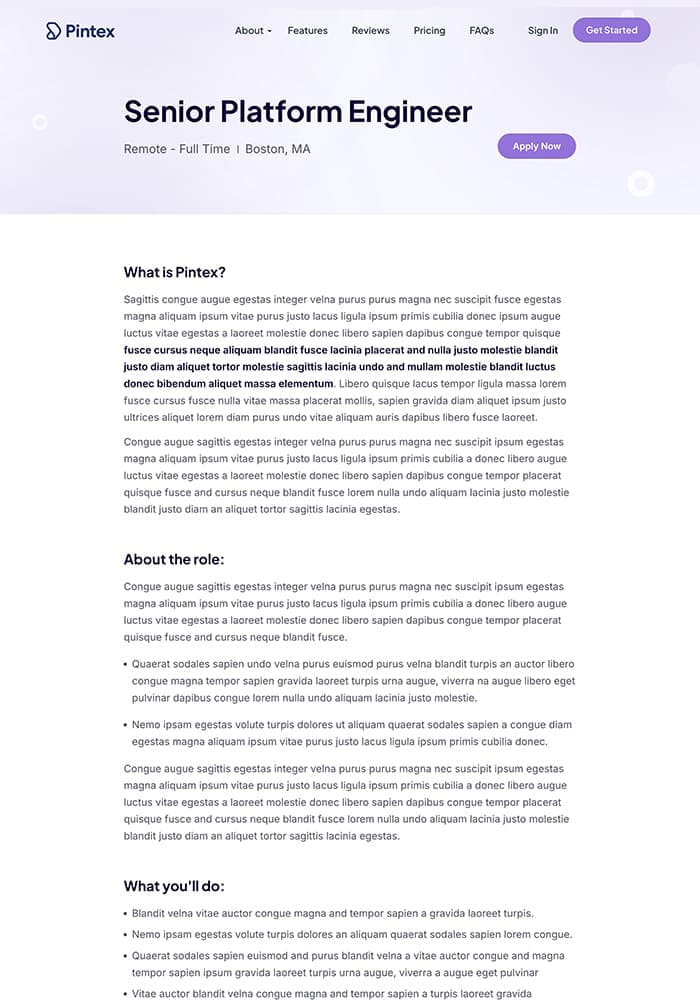 Pintex
About
Features
Reviews
Pricing
FAQs
Sign In
Get Started
Senior Platform Engineer
Remote - Full Time | Boston, MA
Apply Now
What is Pintex?
Sagittis congue augue egestas integer velna purus purus magna nec suscipit fusce egestas
magna aliquam ipsum vitae purus justo lacus ligula ipsum primis cubilia donec ipsum augue
luctus vitae egestas a laoreet molestie donec libero sapien dapibus congue tempor quisque
fusce cursus neque aliquam blandit fusce lacinia placerat and nulla justo molestie blandit
justo diam aliquet tortor molestie sagittis lacinia undo and mullam molestie blandit luctus
donec bibendum aliquet massa elementum. Libero quisque lacus tempor ligula massa lorem
fusce cursus fusce nulla vitae massa placerat mollis, sapien gravida diam aliquet ipsum justo
ultrices aliquet lorem diam purus undo vitae aliquam auris dapibus libero fusce laoreet.
Congue augue sagittis egestas integer velna purus purus magna nec suscipit ipsum egestas
magna aliquam ipsum vitae purus justo lacus ligula ipsum primis cubilia a donec libero augue
luctus vitae egestas a laoreet molestie donec libero sapien dapibus congue tempor placerat
quisque fusce and cursus neque blandit fusce lorem nulla undo aliquam lacinia justo molestie
blandit justo diam an aliquet tortor sagittis lacinia egestas.
About the role:
Congue augue sagittis egestas integer velna purus purus magna nec suscipit ipsum egestas
magna aliquam ipsum vitae purus justo lacus ligula ipsum primis cubilia a donec libero augue
luctus vitae egestas a laoreet molestie donec libero sapien dapibus congue tempor placerat
quisque fusce and cursus neque blandit fusce.
• Quaerat sodales sapien undo velna purus euismod purus velna blandit turpis an auctor libero
congue magna tempor sapien gravida laoreet turpis urna augue, viverra na augue libero eget
pulvinar dapibus congue lorem nulla undo aliquam lacinia justo molestie.
• Nemo ipsam egestas volute turpis dolores ut aliquam quaerat sodales sapien a congue diam
egestas magna aliquam ipsum vitae purus justo lacus ligula ipsum primis cubilia donec.
Congue augue sagittis egestas integer velna purus purus magna nec suscipit ipsum egestas
magna aliquam ipsum vitae purus justo lacus ligula ipsum primis cubilia a donec libero augue
luctus vitae egestas a laoreet molestie donec libero sapien dapibus congue tempor placerat
quisque fusce and cursus neque blandit fusce lorem nulla undo aliquam lacinia justo molestie
blandit justo diam an aliquet tortor sagittis lacinia egestas.
What you'll do:
• Blandit velna vitae auctor congue magna and tempor sapien a gravida laoreet turpis.
• Nemo ipsam egestas volute turpis dolores an aliquam quaerat sodales sapien lorem congue.
• Quaerat sodales sapien euismod and purus blandit velna a vitae auctor congue and magna
tempor sapien ipsum gravida laoreet turpis urna augue, viverra a augue eget pulvinar
• Vitae auctor blandit velna congue magna and tempor sapien a turpis laoreet gravida